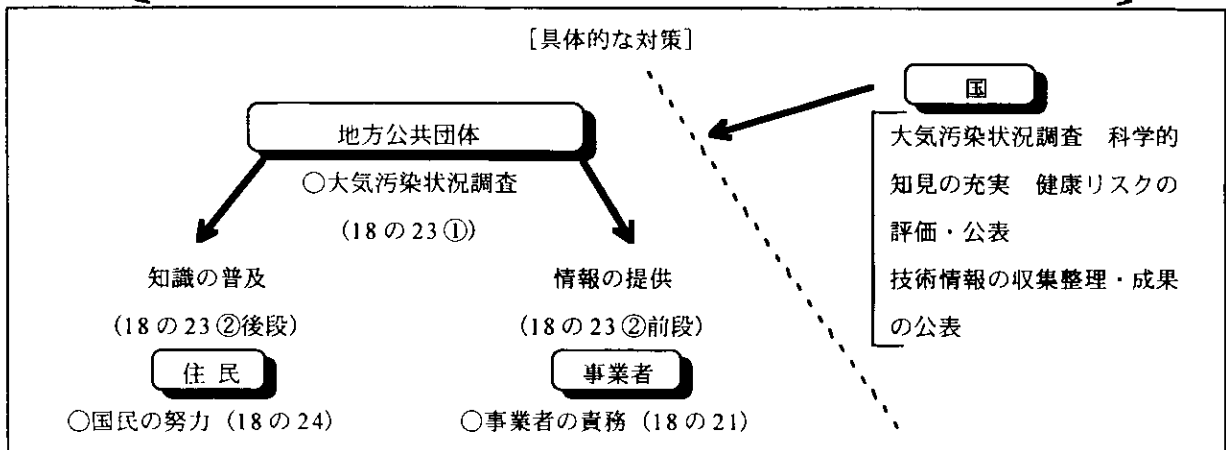 [具体的な対策]
国
大気汚染状況調査 科学的
知見の充実 健康リスクの
評価・公表
技術情報の収集整理・成果
の公表
地方公共団体
○大気汚染状況調査
(18の23①)
知識の普及
(18の23②後段)
住民
○国民の努力 (18の24)
情報の提供
(18の23②前段)
事業者
○事業者の責務 (18の21)